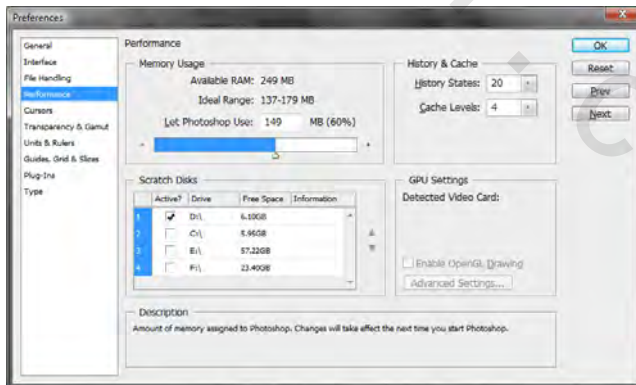 Preferences
General
Interface
File Handling
Performance
Cursors
Transparency & Gamut
Units & Rulers
Guides, Grid & Slices
Plug-Ins
Type
Performance
Memory Usage
Available RAM: 249 MB
Ideal Range: 137-179 MB
Let Photoshop Use: 149 MB (60%)
- +
History & Cache
History States: 20
Cache Levels: 4
Scratch Disks
Active? Drive Free Space Information
1 D:\ 6.10GB
2 C:\ 5.95GB
3 E:\ 57.22GB
4 F:\ 23.40GB
GPU Settings
Detected Video Card:
Enable OpenGL Drawing
Advanced Settings...
Description
Amount of memory assigned to Photoshop. Changes will take effect the next time you start Photoshop.
OK
Reset
Prev
Next